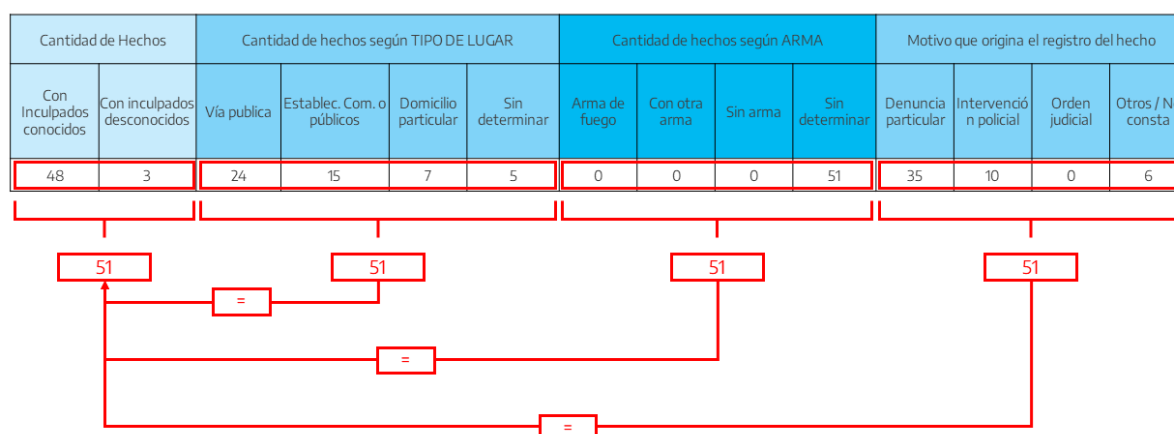 Cantidad de Hechos
Cantidad de hechos según TIPO DE LUGAR
Cantidad de hechos según ARMA
Motivo que origina el registro del hecho
Con
Inculpados
conocidos
Con inculpados
desconocidos
Vía publica
Establec. Com. o
públicos
Domicilio
particular
Sin
determinar
Arma de
fuego
Con otra
arma
Sin arma
Sin
determinar
Denuncia
particular
Intervenció
n policial
Orden
judicial
Otros / N
consta
48 3 24 15 7 5 0 0 0 51 35 10 0 6
51 51 51 51
=
=
=